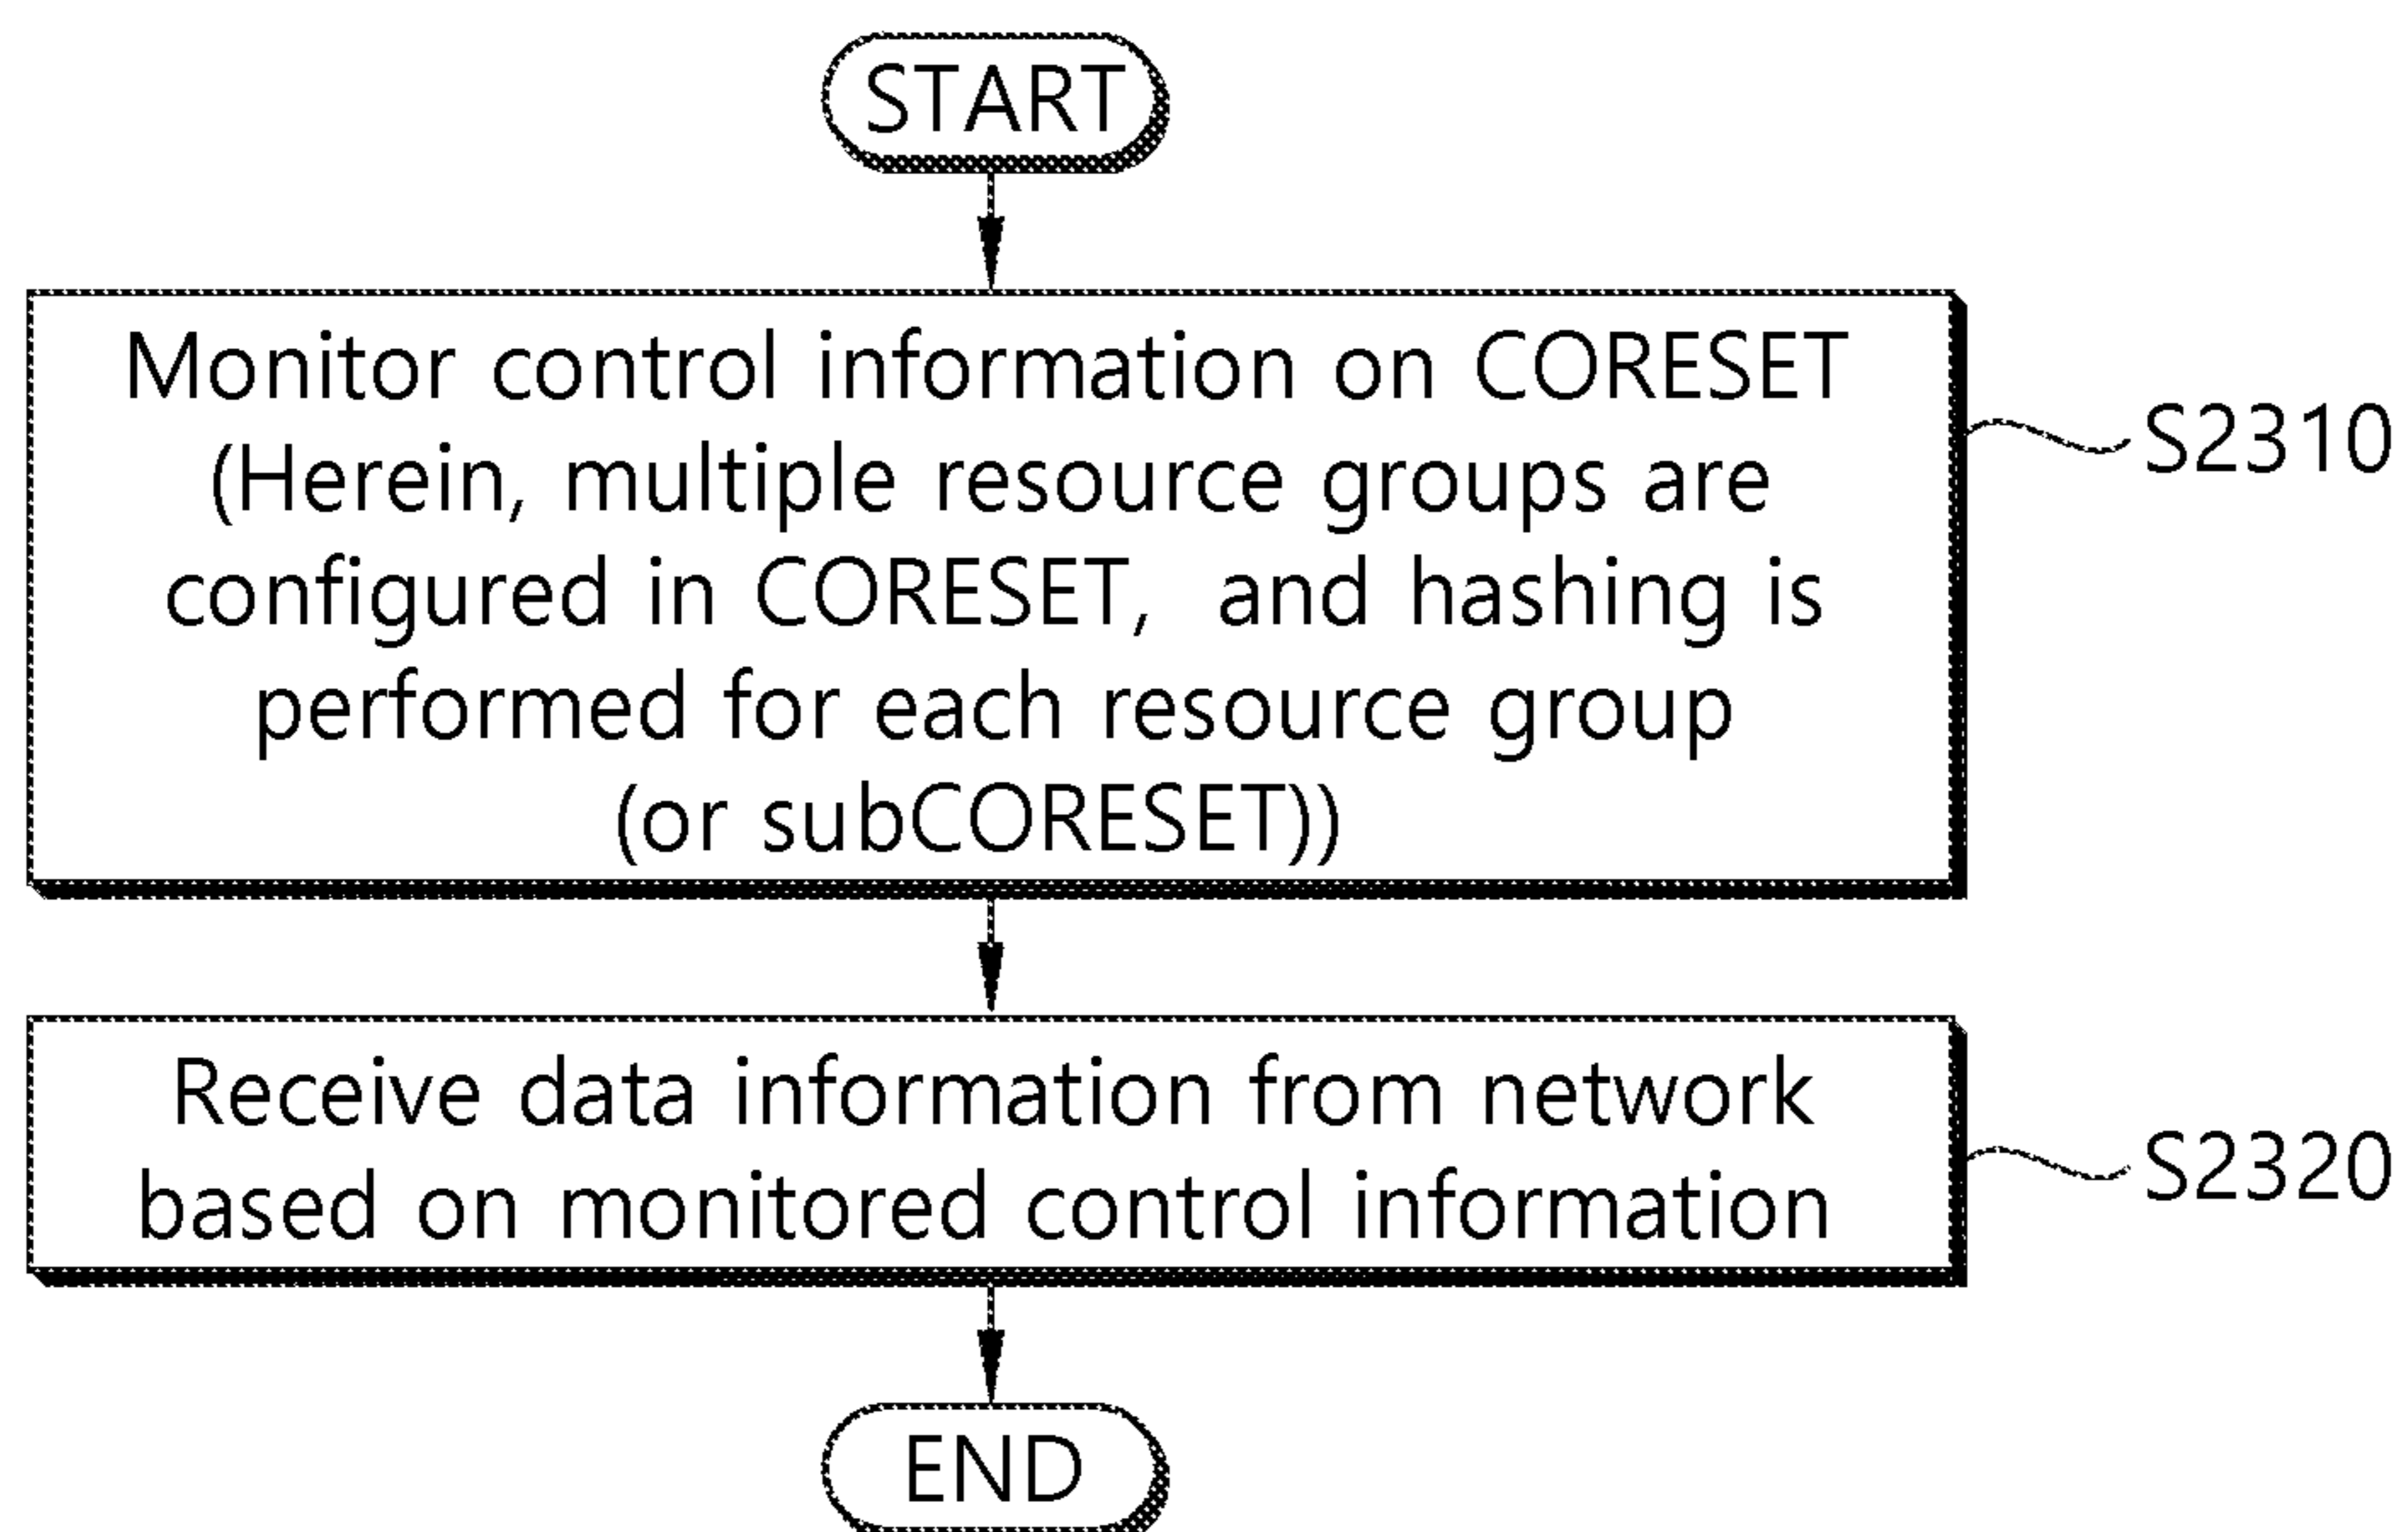 START
Monitor control information on CORESET
(Herein, multiple resource groups are
configured in CORESET, and hashing is
performed for each resource group
(or subCORESET))
S2310
Receive data information from network
based on monitored control information
S2320
END